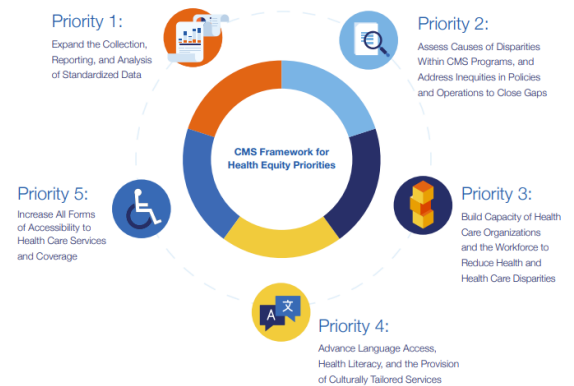 Priority 1:
Expand the Collection,
Reporting, and Analysis
of Standardized Data
Priority 2:
Assess Causes of Disparities
Within CMS Programs, and
Address Inequities in Policies
and Operations to Close Gaps
CMS Framework for
Health Equity Priorities
Priority 3:
Build Capacity of Health
Care Organizations
and the Workforce to
Reduce Health and
Health Care Disparities
Priority 4:
Advance Language Access,
Health Literacy, and the Provision
of Culturally Tailored Services
A 文
Priority 5:
Increase All Forms
of Accessibility to
Health Care Services
and Coverage